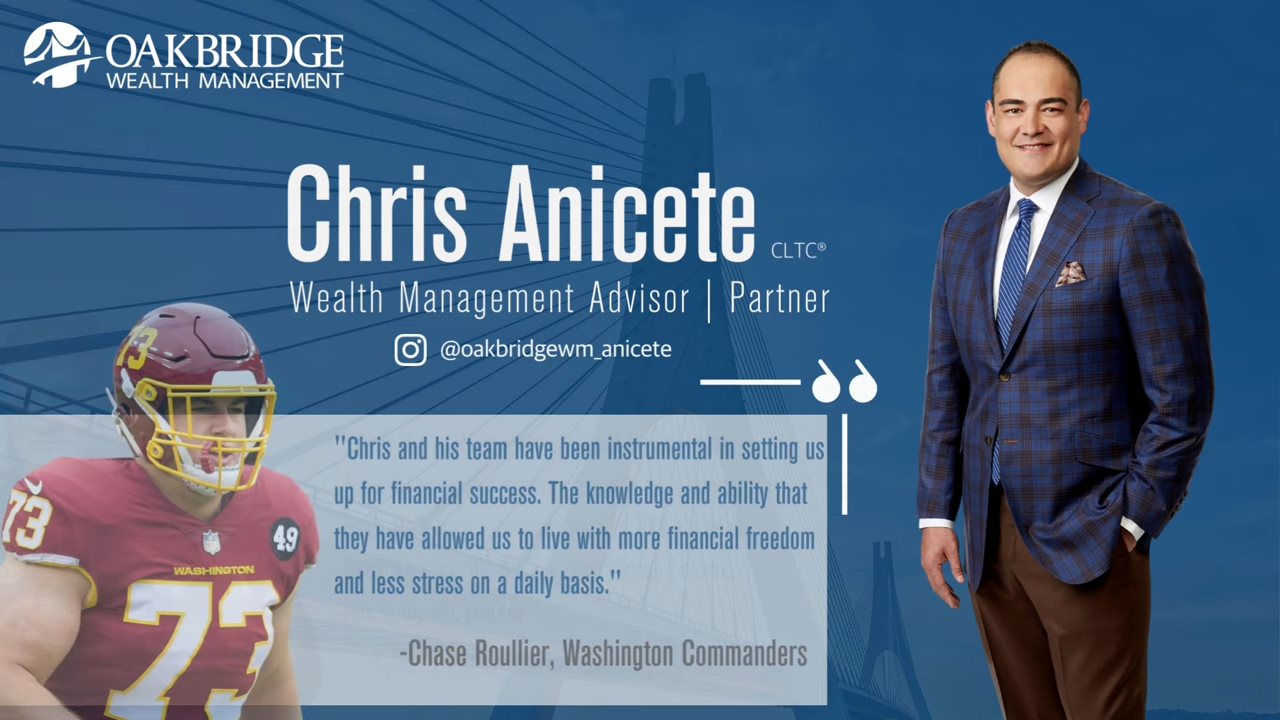 OAKBRIDGE
WEALTH MANAGEMENT
Chris Anicete CLTC®
Wealth Management Advisor | Partner
@oakbridgewm_anicete
"Chris and his team have been instrumental in setting us
up for financial success. The knowledge and ability that
they have allowed us to live with more financial freedom
and less stress on a daily basis."
-Chase Roullier, Washington Commanders
73
73
49
WASHINGTON
73